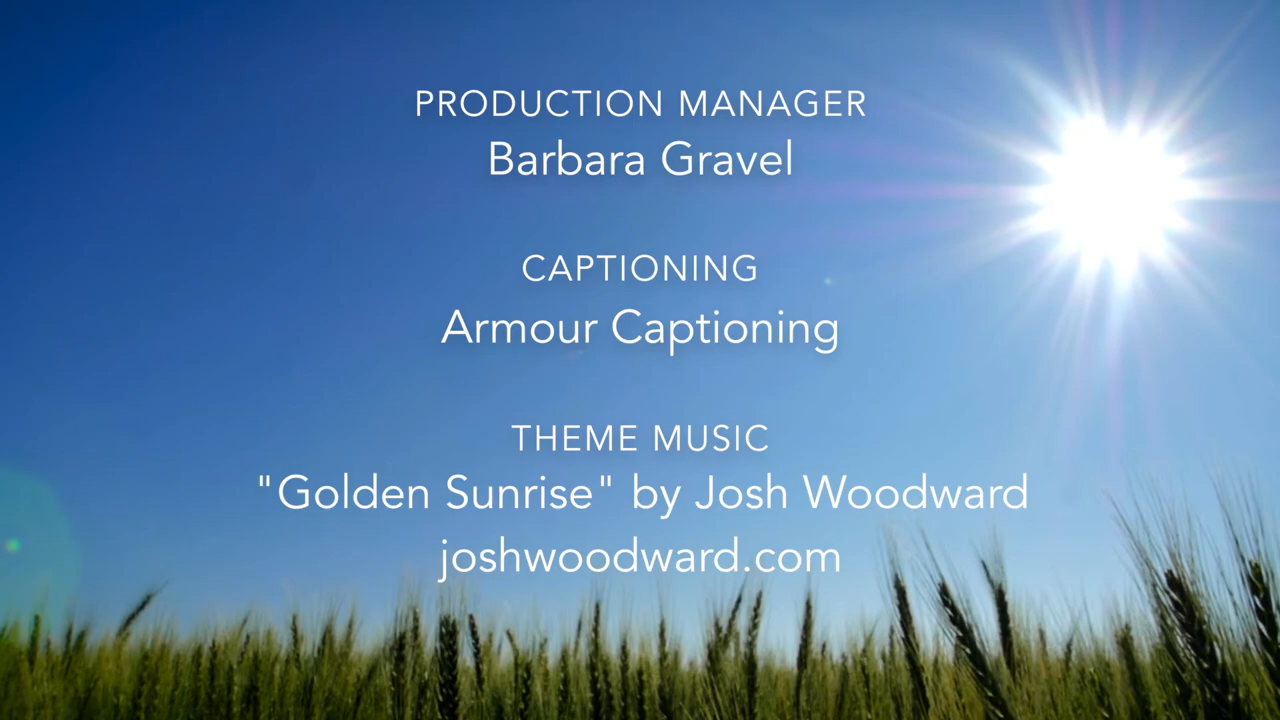 PRODUCTION MANAGER
Barbara Gravel
CAPTIONING
Armour Captioning
THEME MUSIC
"Golden Sunrise" by Josh Woodward
joshwoodward.com